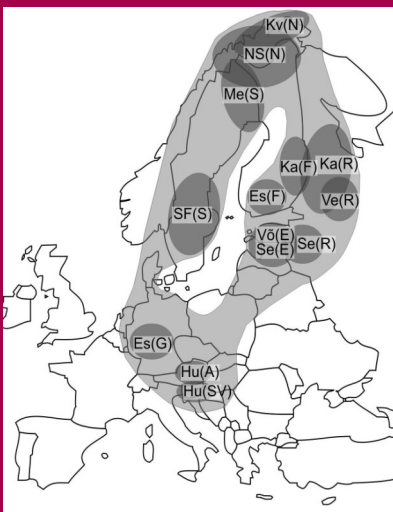 Kv(N)
NS(N)
Me(S)
Ka(F)
Ka(R)
Es(F)
Ve(R)
SF(S)
Võ(E)
Se(E)
Se(R)
Es(G)
Hu(A)
Hu(SV)